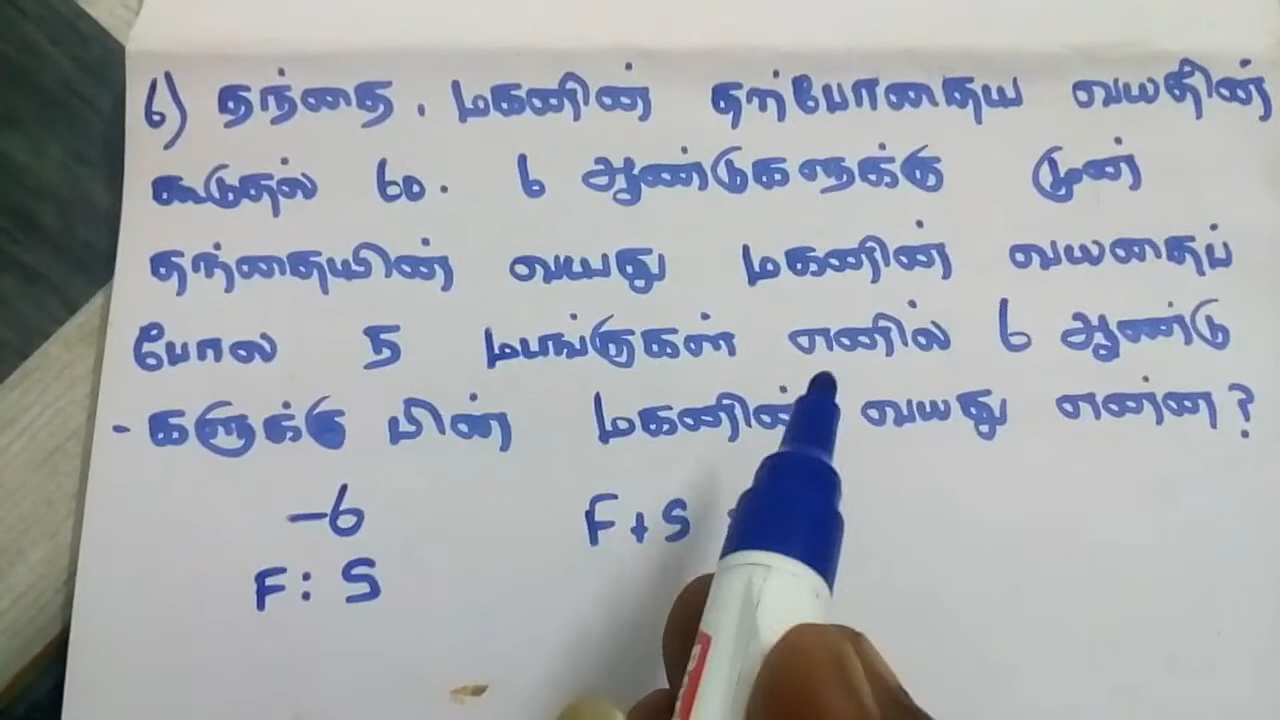 6) தந்தை. மகனின் தற்போதைய வயதின்
கூடுதல் 60. 6 ஆண்டுகளுக்கு முன்
தந்தையின் வயது மகனின் வயதைப்
போல 5 மடங்குகள் எனில் 6 ஆண்டு
-களுக்கு பின் மகனின் வயது என்ன?
-6
F : S
F + S